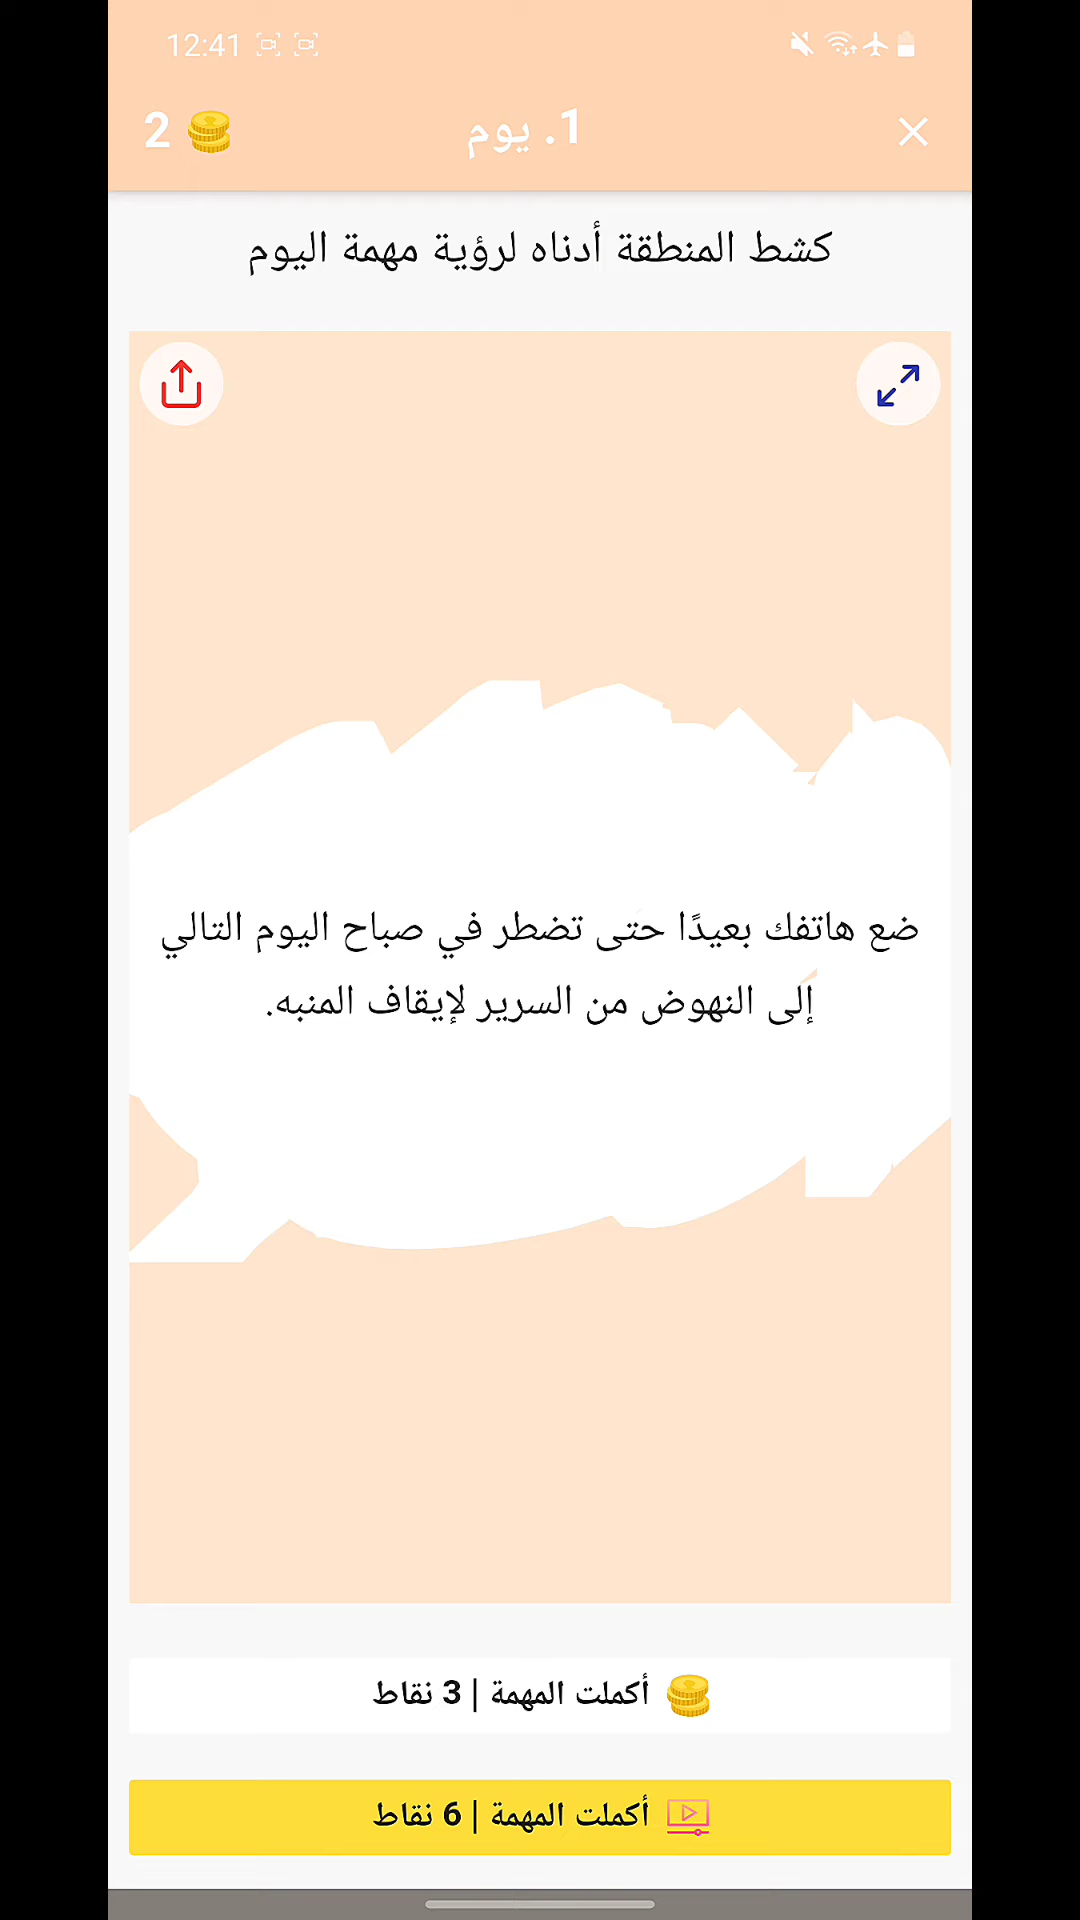 12:41
1. يوم
2
كشط المنطقة أدناه لرؤية مهمة اليوم
ضع هاتفك بعيدًا حتى تضطر في صباح اليوم التالي
إلى النهوض من السرير لإيقاف المنبه.
أكملت المهمة | 3 نقاط
أكملت المهمة | 6 نقاط